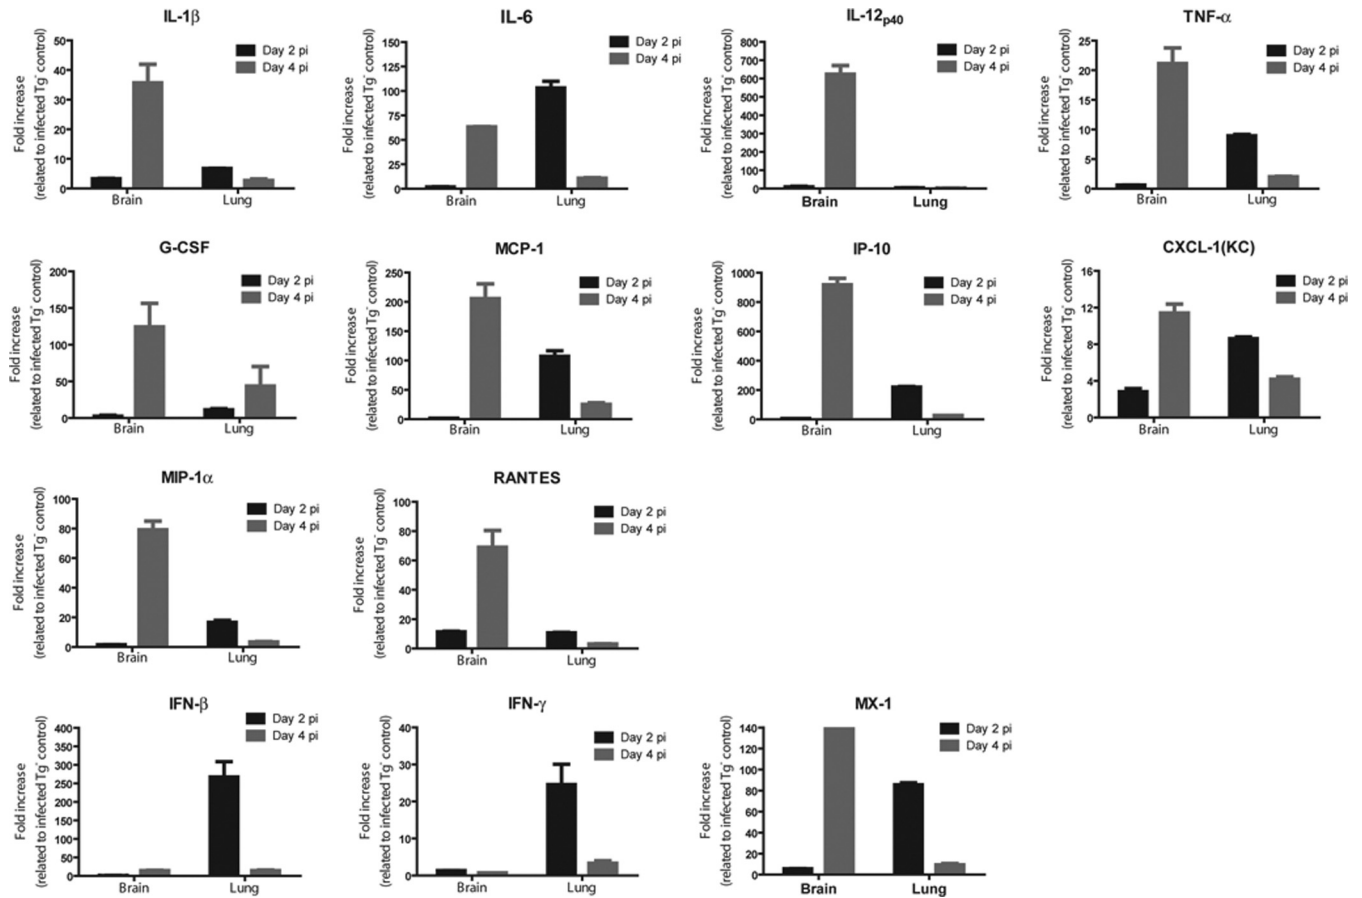 IL-1β
Fold increase
(related to infected Tg- control)
50
40
30
20
10
0
Day 2 pi
Day 4 pi
Brain
Lung
IL-6
Fold increase
(related to infected Tg- control)
150
125
100
75
50
25
0
Day 2 pi
Day 4 pi
Brain
Lung
IL-12p40
Fold increase
(related to infected Tg- control)
800
700
600
500
400
300
200
100
0
Day 2 pi
Day 4 pi
Brain
Lung
TNF-α
Fold increase
(related to infected Tg- control)
25
20
15
10
5
0
Day 2 pi
Day 4 pi
Brain
Lung
G-CSF
Fold increase
(related to infected Tg- control)
200
150
100
50
0
Day 2 pi
Day 4 pi
Brain
Lung
MCP-1
Fold increase
(related to infected Tg- control)
250
200
150
100
50
0
Day 2 pi
Day 4 pi
Brain
Lung
IP-10
Fold increase
(related to infected Tg- control)
1000
800
600
400
200
0
Day 2 pi
Day 4 pi
Brain
Lung
CXCL-1(KC)
Fold increase
(related to infected Tg- control)
16
12
8
4
0
Day 2 pi
Day 4 pi
Brain
Lung
MIP-1α
Fold increase
(related to infected Tg- control)
100
80
60
40
20
0
Day 2 pi
Day 4 pi
Brain
Lung
RANTES
Fold increase
(related to infected Tg- control)
100
80
60
40
20
0
Day 2 pi
Day 4 pi
Brain
Lung
IFN-β
Fold increase
(related to infected Tg- control)
400
350
300
250
200
150
100
50
0
Day 2 pi
Day 4 pi
Brain
Lung
IFN-γ
Fold increase
(related to infected Tg- control)
40
30
20
10
0
Day 2 pi
Day 4 pi
Brain
Lung
MX-1
Fold increase
(related to infected Tg- control)
140
120
100
80
60
40
20
0
Day 2 pi
Day 4 pi
Brain
Lung